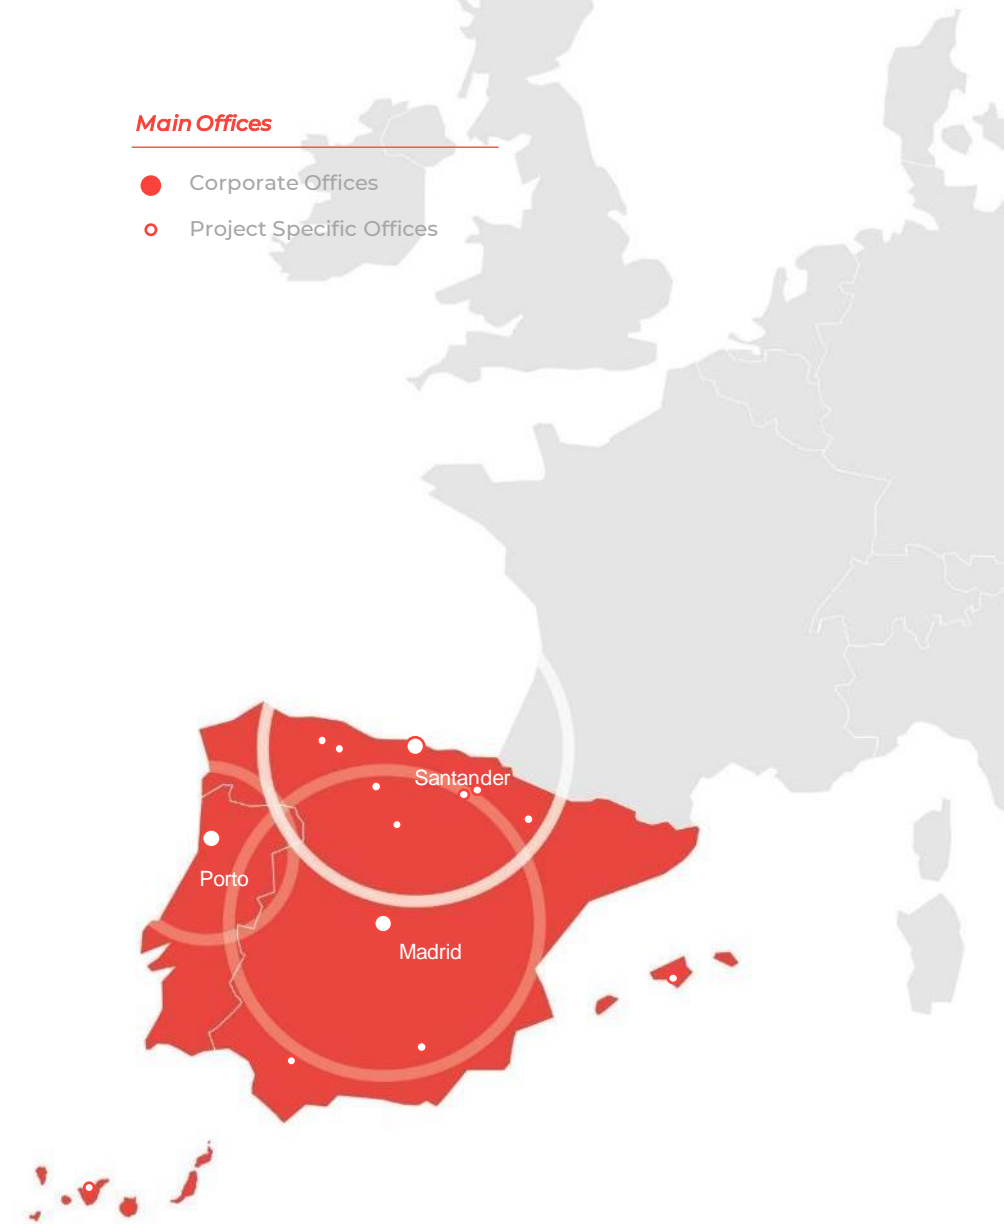 Main Offices
Corporate Offices
Project Specific Offices
Santander
Porto
Madrid